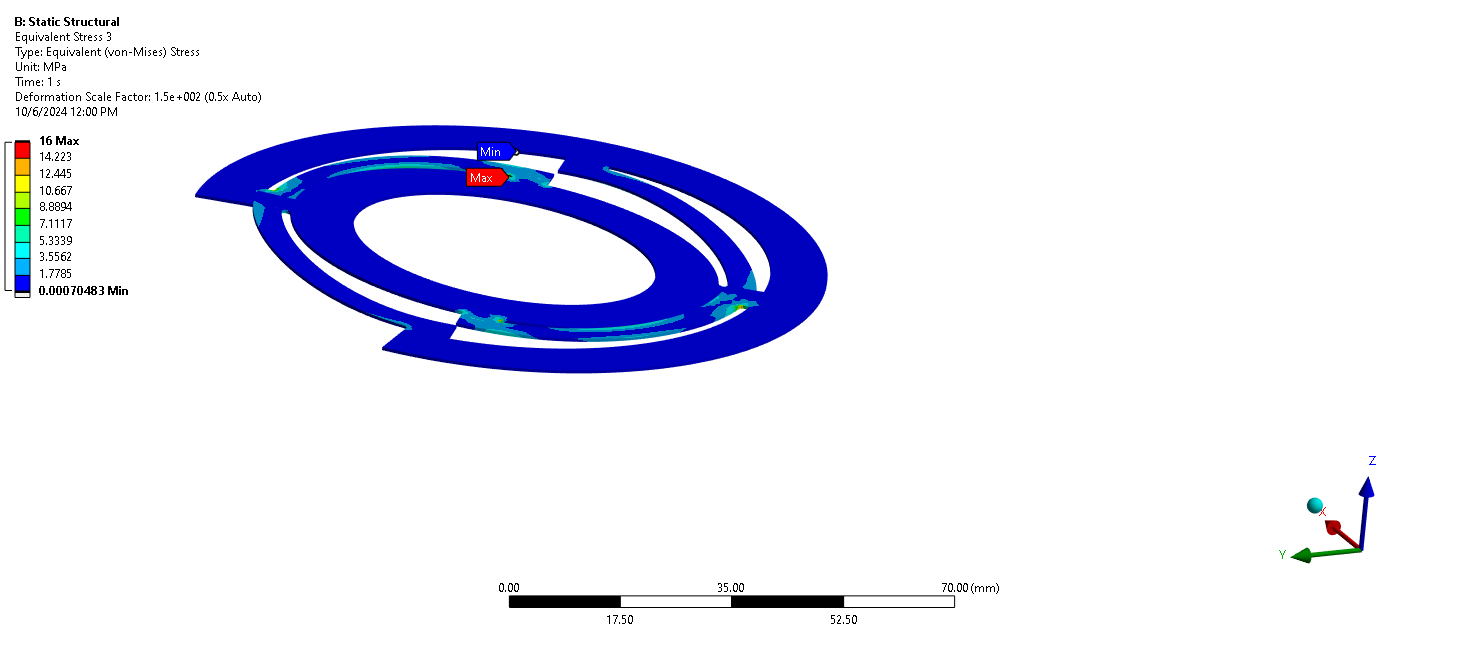 B: Static Structural
Equivalent Stress 3
Type: Equivalent (von-Mises) Stress
Unit: MPa
Time: 1 s
Deformation Scale Factor: 1.5e+002 (0.5x Auto)
10/6/2024 12:00 PM
16 Max
14.223
12.445
10.667
8.8894
7.1117
5.3339
3.5562
1.7785
0.00070483 Min
Min
Max
Z
X
Y
0.00 35.00 70.00 (mm)
17.50 52.50